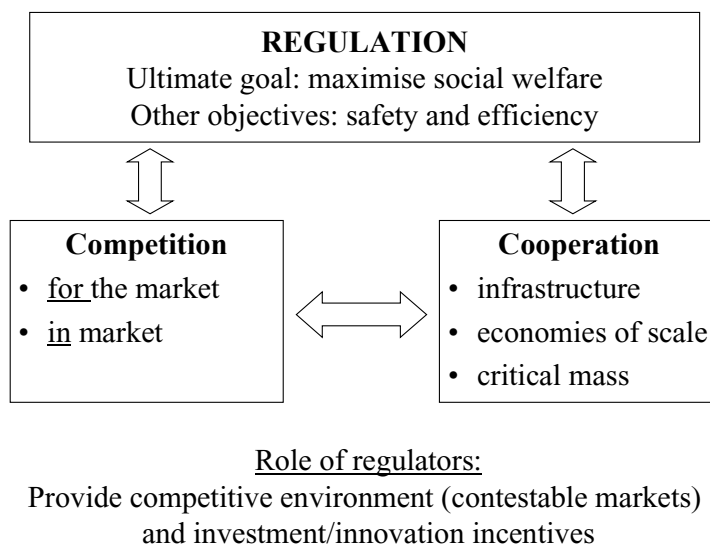 REGULATION
Ultimate goal: maximise social welfare
Other objectives: safety and efficiency
Competition
• for the market
• in market
Cooperation
• infrastructure
• economies of scale
• critical mass
Role of regulators:
Provide competitive environment (contestable markets)
and investment/innovation incentives